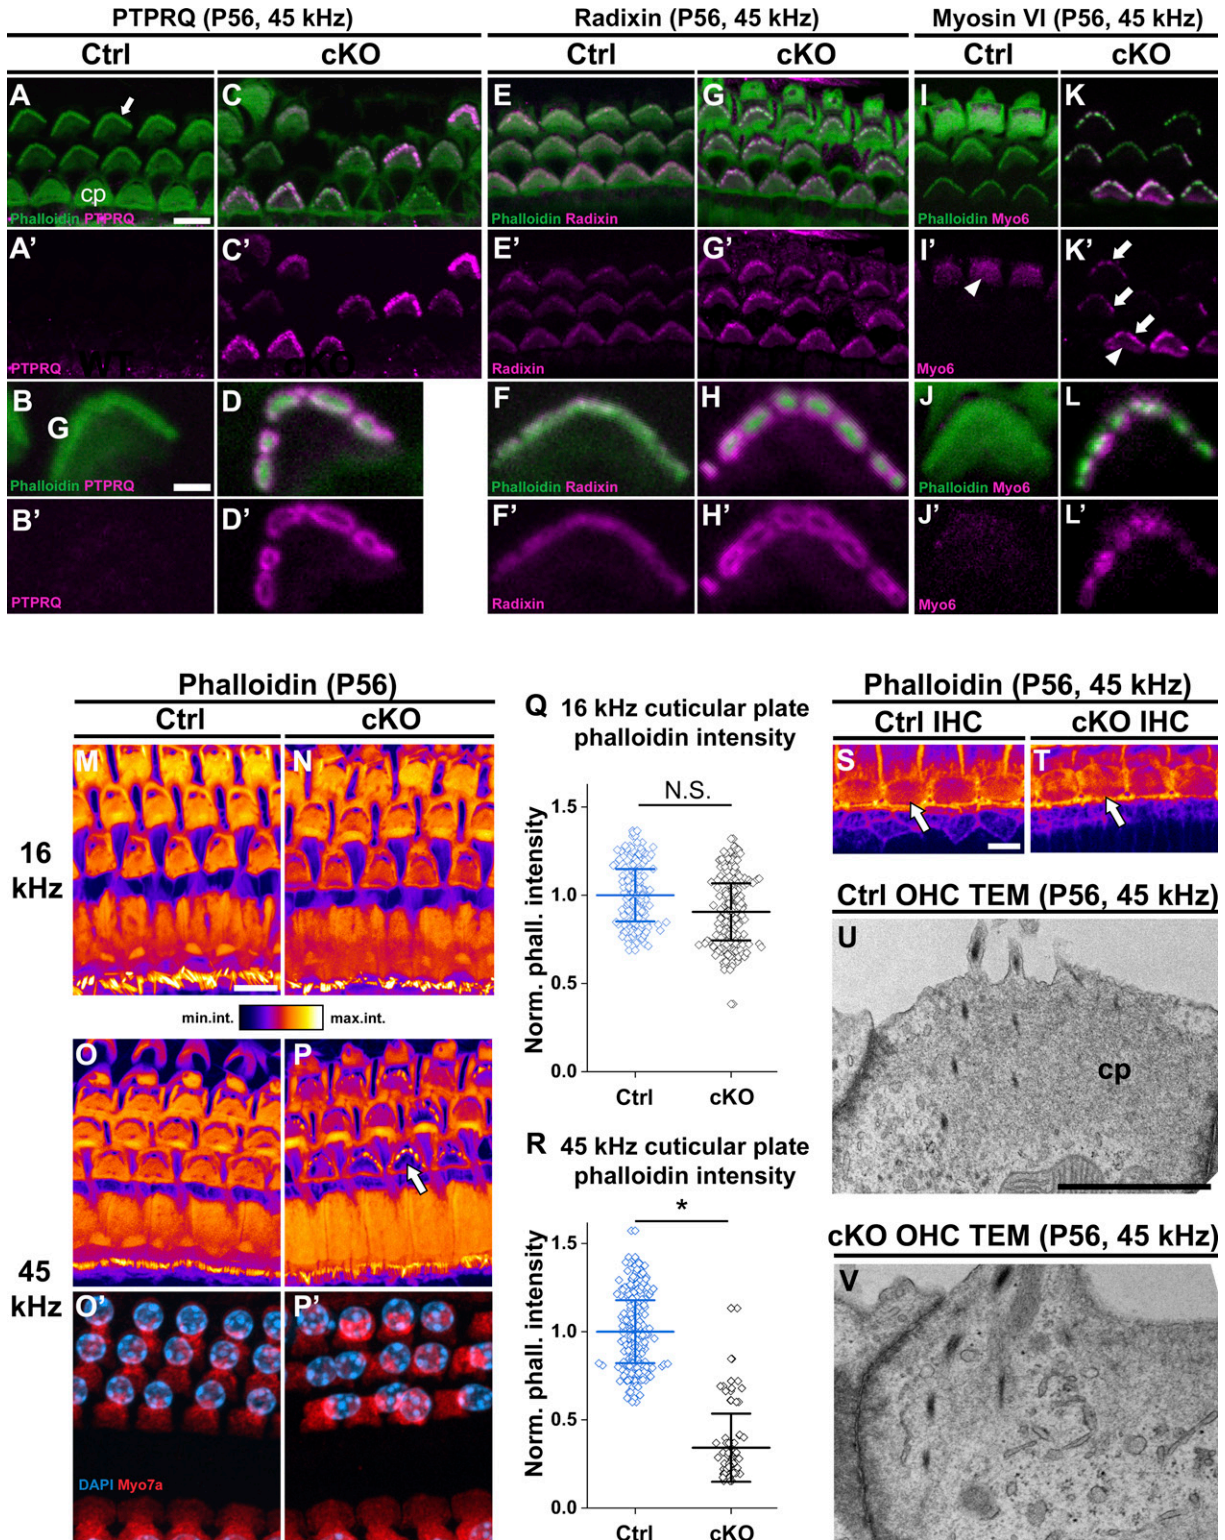 PTPRQ (P56, 45 kHz)
Radixin (P56, 45 kHz)
Myosin VI (P56, 45 kHz)
Ctrl
cKO
Ctrl
cKO
Ctrl
cKO
A
C
E
G
I
K
cp
Phalloidin PTPRQ
Phalloidin Radixin
Phalloidin Myo6
A’
C’
E’
G’
I’
K’
WT
cKO
PTPRQ
Radixin
Myo6
B
G
D
F
H
J
L
Phalloidin PTPRQ
Phalloidin Radixin
Phalloidin Myo6
B’
D’
F’
H’
J’
L’
PTPRQ
Radixin
Myo6
Phalloidin (P56)
Ctrl
cKO
M
N
16
kHz
min.int.
max.int.
O
P
45
kHz
O’
P’
DAPI Myo7a
Q 16 kHz cuticular plate
phalloidin intensity
N.S.
1.5
1.0
0.5
0.0
Norm. phall. intensity
Ctrl
cKO
R 45 kHz cuticular plate
phalloidin intensity
*
1.5
1.0
0.5
0.0
Norm. phall. intensity
Ctrl
cKO
Phalloidin (P56, 45 kHz)
Ctrl IHC
cKO IHC
S
T
Ctrl OHC TEM (P56, 45 kHz)
U
cp
cKO OHC TEM (P56, 45 kHz)
V